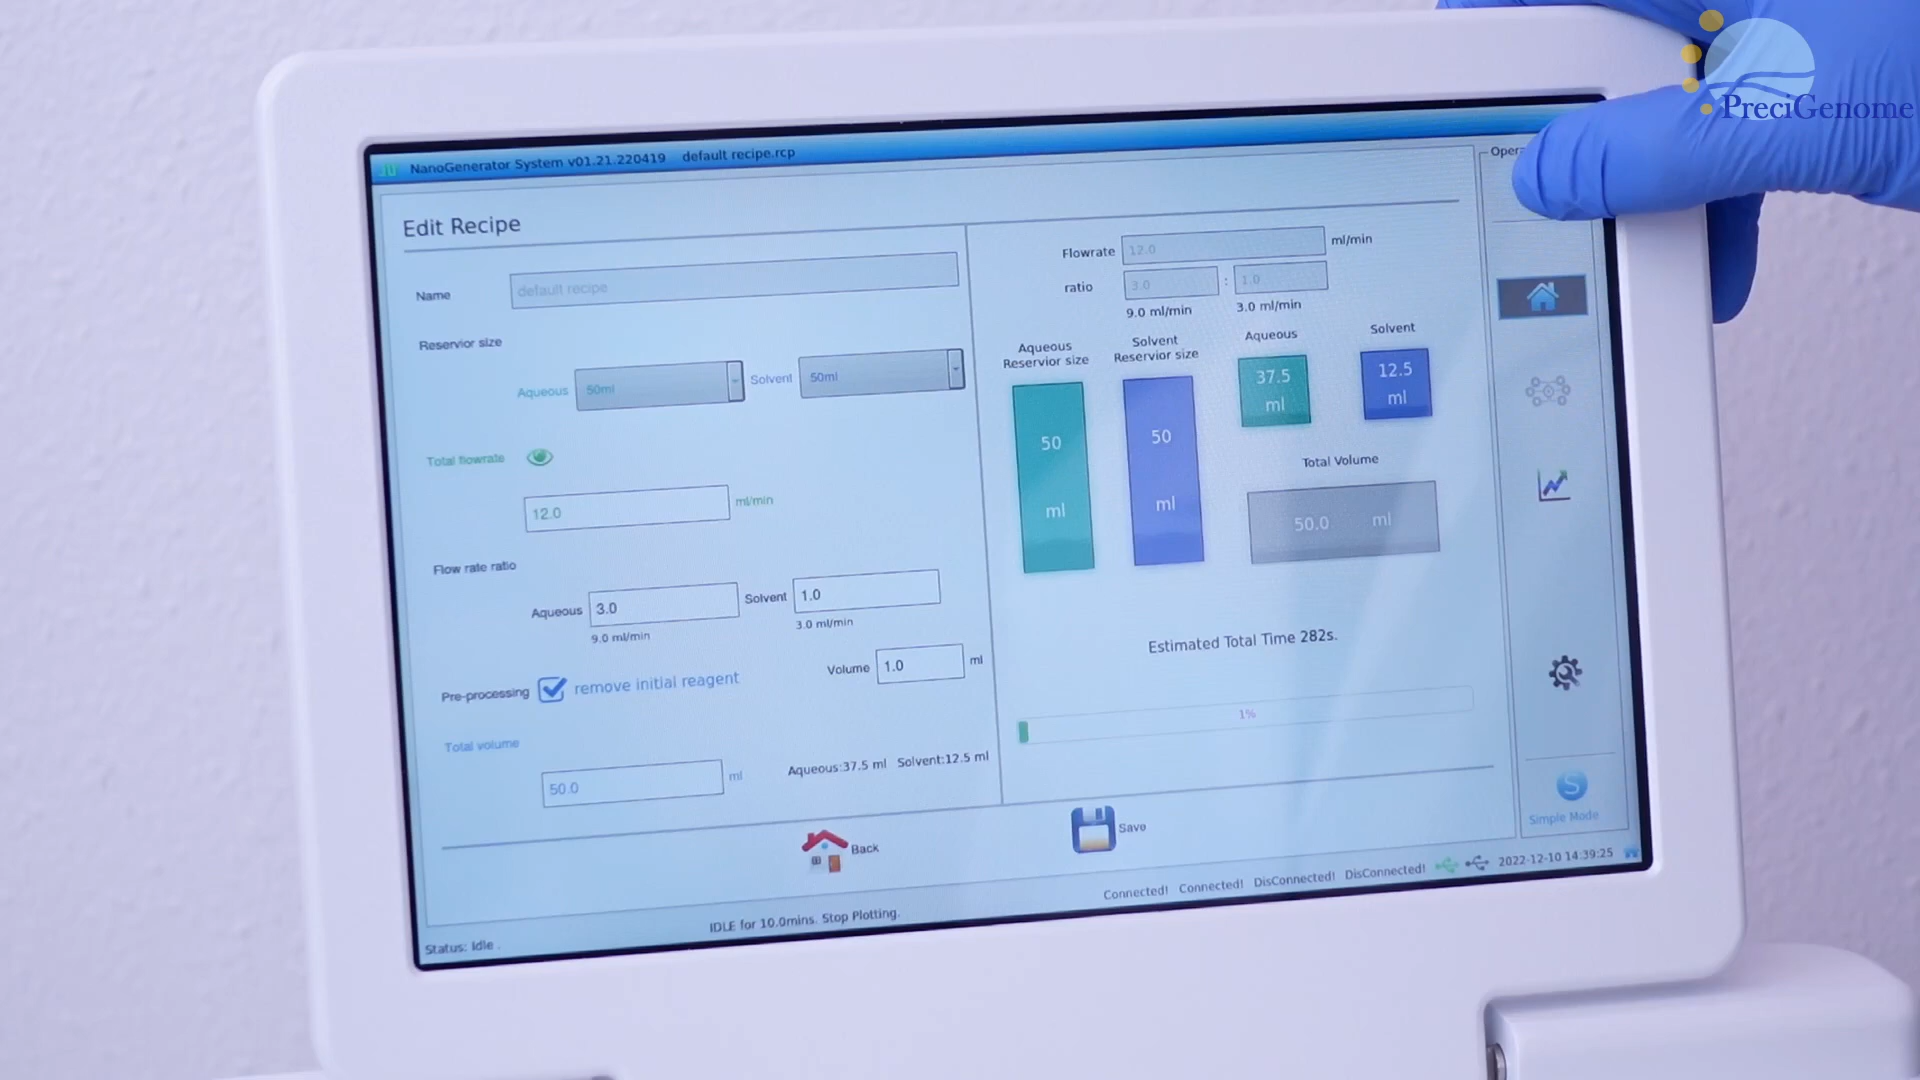 PreciGenome
NanoGenerator System v01.21.220419 default recipe.rcp
Edit Recipe
Name default recipe
Reservior size
Aqueous 50ml Solvent 50ml
Total flowrate
12.0 ml/min
Flow rate ratio
Aqueous 3.0 Solvent 1.0
9.0 ml/min 3.0 ml/min
Pre-processing remove initial reagent Volume 1.0 ml
Total volume
50.0 ml Aqueous:37.5 ml Solvent:12.5 ml
Flowrate 12.0 ml/min
ratio 3.0 : 1.0
9.0 ml/min 3.0 ml/min
Aqueous Reservior size
Solvent Reservior size
Aqueous
Solvent
50 ml
50 ml
37.5 ml
12.5 ml
Total Volume
50.0 ml
Estimated Total Time 282s.
1%
Back
Save
S
Simple Mode
Connected! Connected! DisConnected! DisConnected! 2022-12-10 14:39:25
Status: Idle . IDLE for 10.0mins. Stop Plotting.